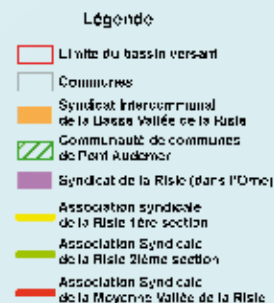 Légende
Limite du bassin versant
Communes
Syndicat Intercommunal
de la Basse Vallée de la Risle
Communauté de communes
de Pont Audemer
Syndicat de la Risle (dans l'Orne)
Association syndicale
de la Risle 1ère section
Association Syndicale
de la Risle 2ième section
Association Syndicale
de la Moyenne Vallée de la Risle